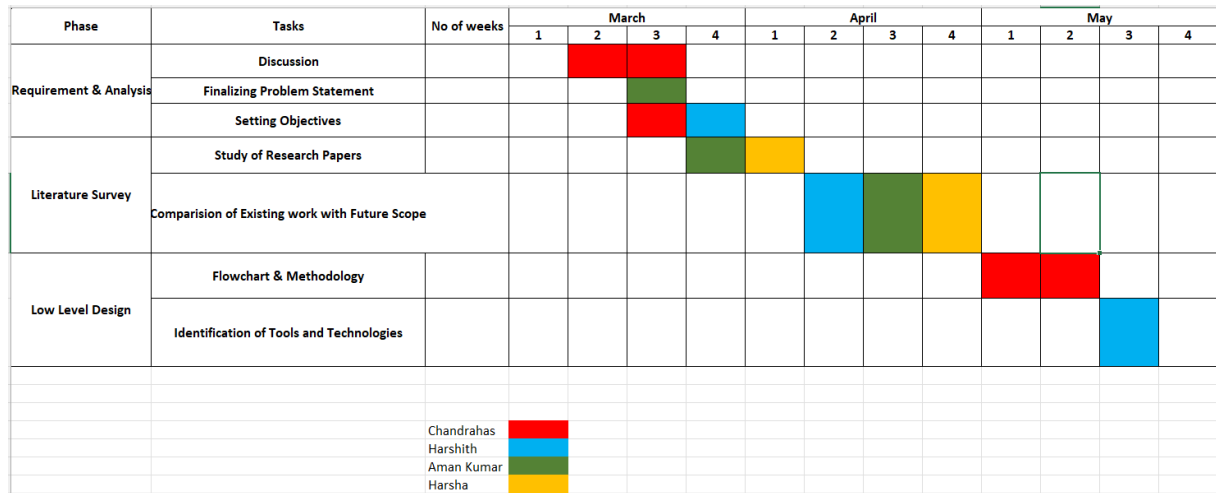 Phase Tasks No of weeks March April May
1 2 3 4 1 2 3 4 1 2 3 4
Requirement & Analysis
Discussion
Finalizing Problem Statement
Setting Objectives
Literature Survey
Study of Research Papers
Comparision of Existing work with Future Scope
Low Level Design
Flowchart & Methodology
Identification of Tools and Technologies
Chandrahas
Harshith
Aman Kumar
Harsha